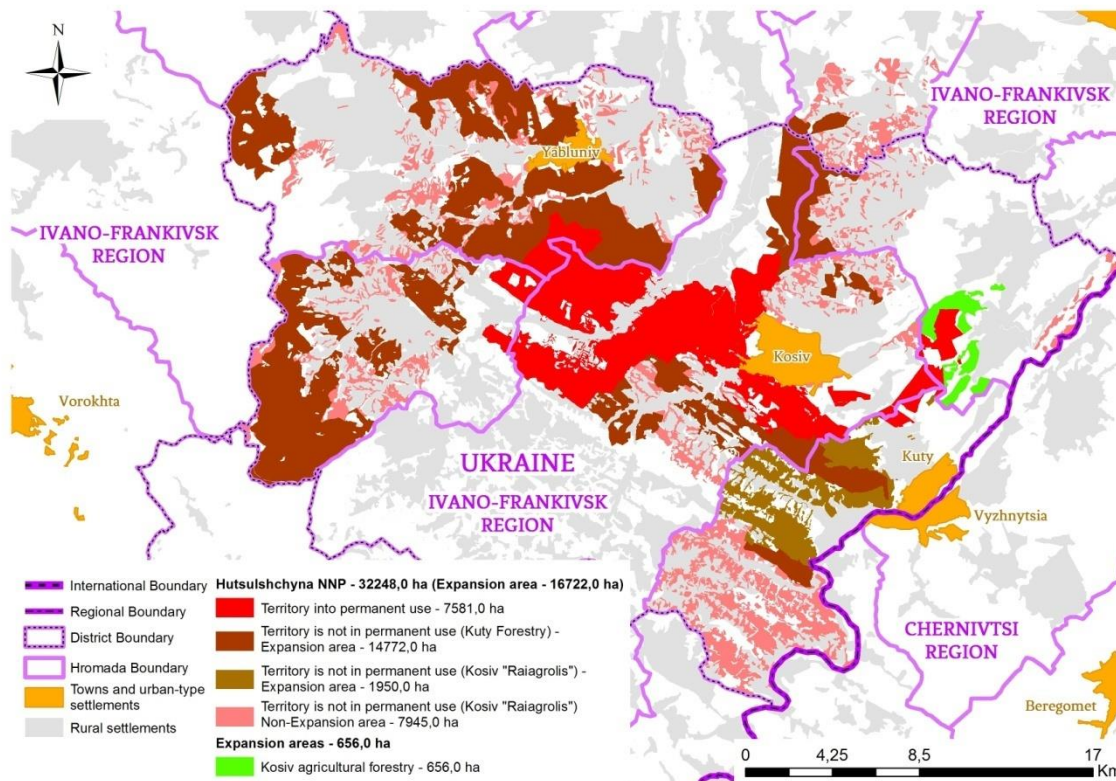 N
IVANO-FRANKIVSK
REGION
Yabluniv
IVANO-FRANKIVSK
REGION
Kosiv
Vorokhta
UKRAINE
IVANO-FRANKIVSK
REGION
Kuty
Vyzhnytsia
CHERNIVTSI
REGION
Beregomet
International Boundary
Regional Boundary
District Boundary
Hromada Boundary
Towns and urban-type
settlements
Rural settlements
Hutsulshchyna NNP - 32248,0 ha (Expansion area - 16722,0 ha)
Territory into permanent use - 7581,0 ha
Territory is not in permanent use (Kuty Forestry) -
Expansion area - 14772,0 ha
Territory is not in permanent use (Kosiv "Raiagrolis") -
Expansion area - 1950,0 ha
Territory is not in permanent use (Kosiv "Raiagrolis")
Non-Expansion area - 7945,0 ha
Expansion areas - 656,0 ha
Kosiv agricultural forestry - 656,0 ha
0 4,25 8,5 17
Km